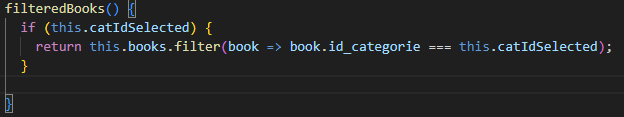 filteredBooks() {
if (this.catIdSelected) {
return this.books.filter(book => book.id_categorie === this.catIdSelected);
}
}